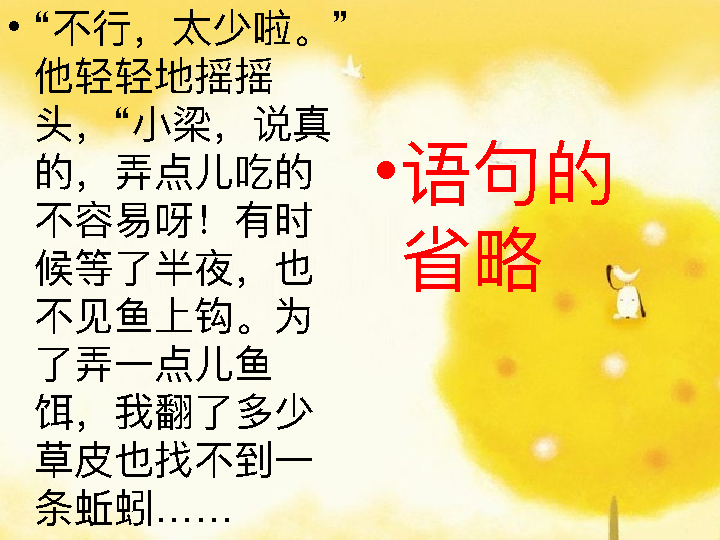 •“不行，太少啦。”
他轻轻地摇摇
头，“小梁，说真
的，弄点儿吃的
不容易呀！有时
候等了半夜，也
不见鱼上钩。为
了弄一点儿鱼
饵，我翻了多少
草皮也找不到一
条蚯蚓……
•语句的
省略